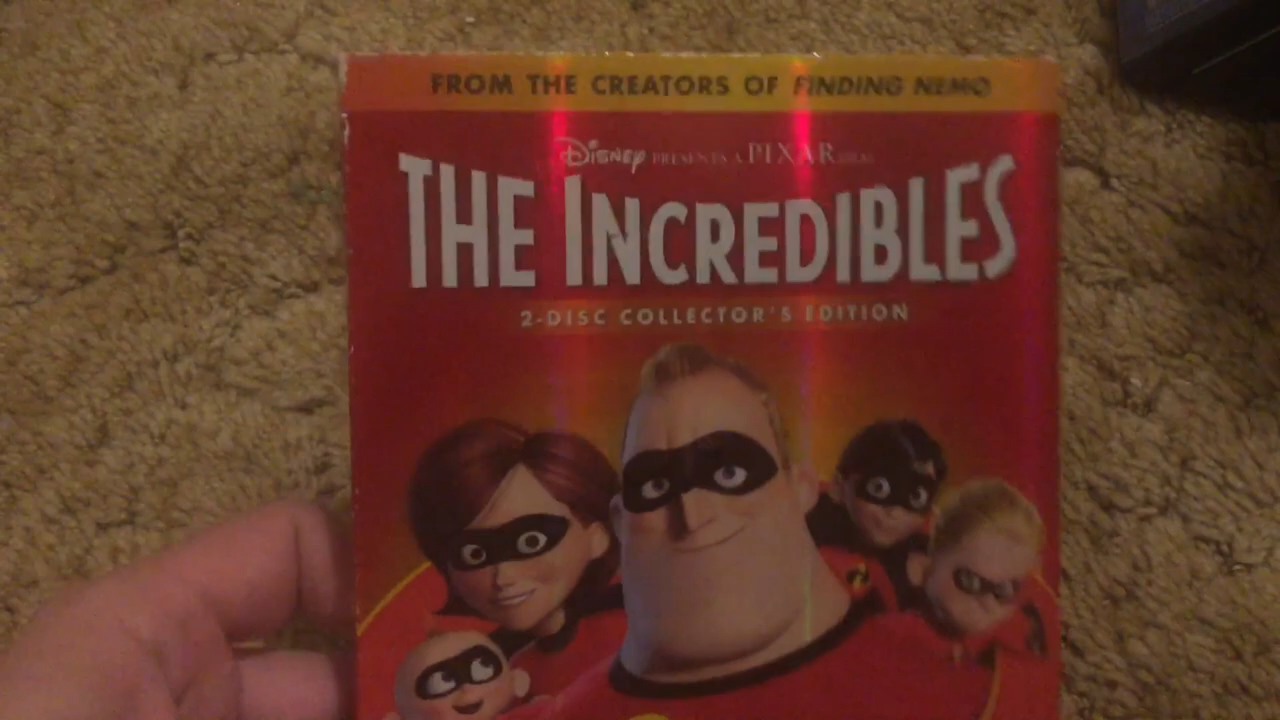 FROM THE CREATORS OF FINDING NEMO
DISNEY PRESENTS A PIXAR FILM
THE INCREDIBLES
2-DISC COLLECTOR'S EDITION